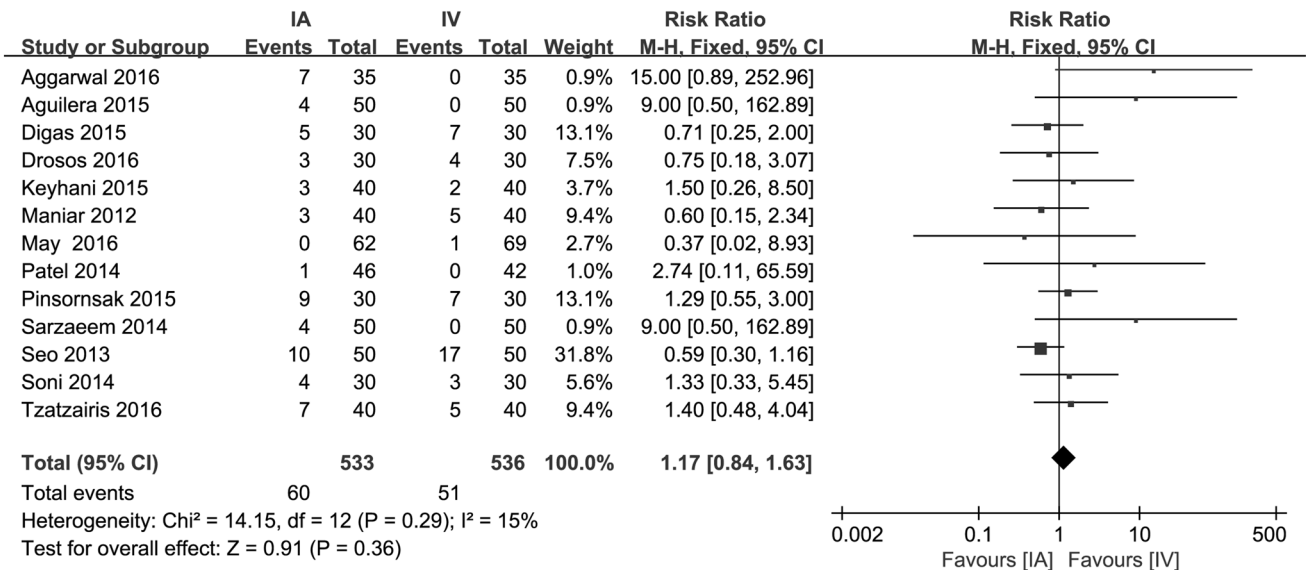 IA IV Risk Ratio Risk Ratio
Study or Subgroup Events Total Events Total Weight M-H, Fixed, 95% CI M-H, Fixed, 95% CI
Aggarwal 2016 7 35 0 35 0.9% 15.00 [0.89, 252.96]
Aguilera 2015 4 50 0 50 0.9% 9.00 [0.50, 162.89]
Digas 2015 5 30 7 30 13.1% 0.71 [0.25, 2.00]
Drosos 2016 3 30 4 30 7.5% 0.75 [0.18, 3.07]
Keyhani 2015 3 40 2 40 3.7% 1.50 [0.26, 8.50]
Maniar 2012 3 40 5 40 9.4% 0.60 [0.15, 2.34]
May 2016 0 62 1 69 2.7% 0.37 [0.02, 8.93]
Patel 2014 1 46 0 42 1.0% 2.74 [0.11, 65.59]
Pinsornsak 2015 9 30 7 30 13.1% 1.29 [0.55, 3.00]
Sarzaeem 2014 4 50 0 50 0.9% 9.00 [0.50, 162.89]
Seo 2013 10 50 17 50 31.8% 0.59 [0.30, 1.16]
Soni 2014 4 30 3 30 5.6% 1.33 [0.33, 5.45]
Tzatzairis 2016 7 40 5 40 9.4% 1.40 [0.48, 4.04]
Total (95% CI) 533 536 100.0% 1.17 [0.84, 1.63]
Total events 60 51
Heterogeneity: Chi² = 14.15, df = 12 (P = 0.29); I² = 15%
Test for overall effect: Z = 0.91 (P = 0.36)
0.002 0.1 1 10 500
Favours [IA] Favours [IV]